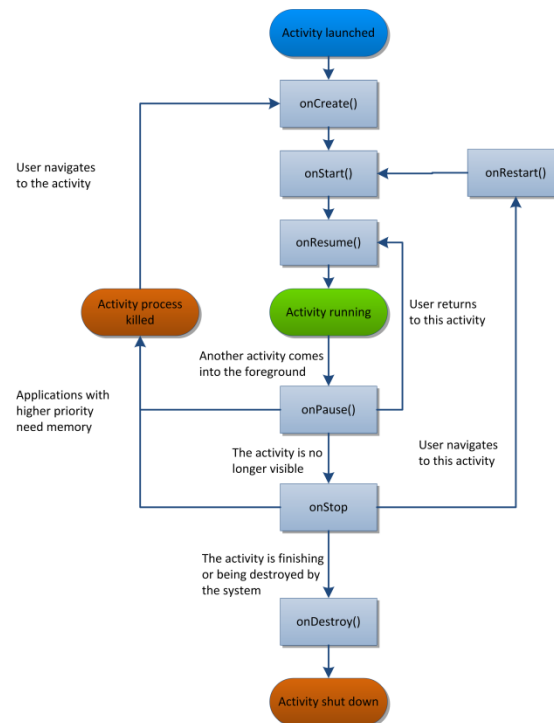 Activity launched
onCreate()
User navigates
to the activity
onStart()
onRestart()
onResume()
Activity process
killed
Activity running
User returns
to this activity
Another activity comes
into the foreground
Applications with
higher priority
need memory
onPause()
The activity is no
longer visible
User navigates
to this activity
onStop
The activity is finishing
or being destroyed by
the system
onDestroy()
Activity shut down